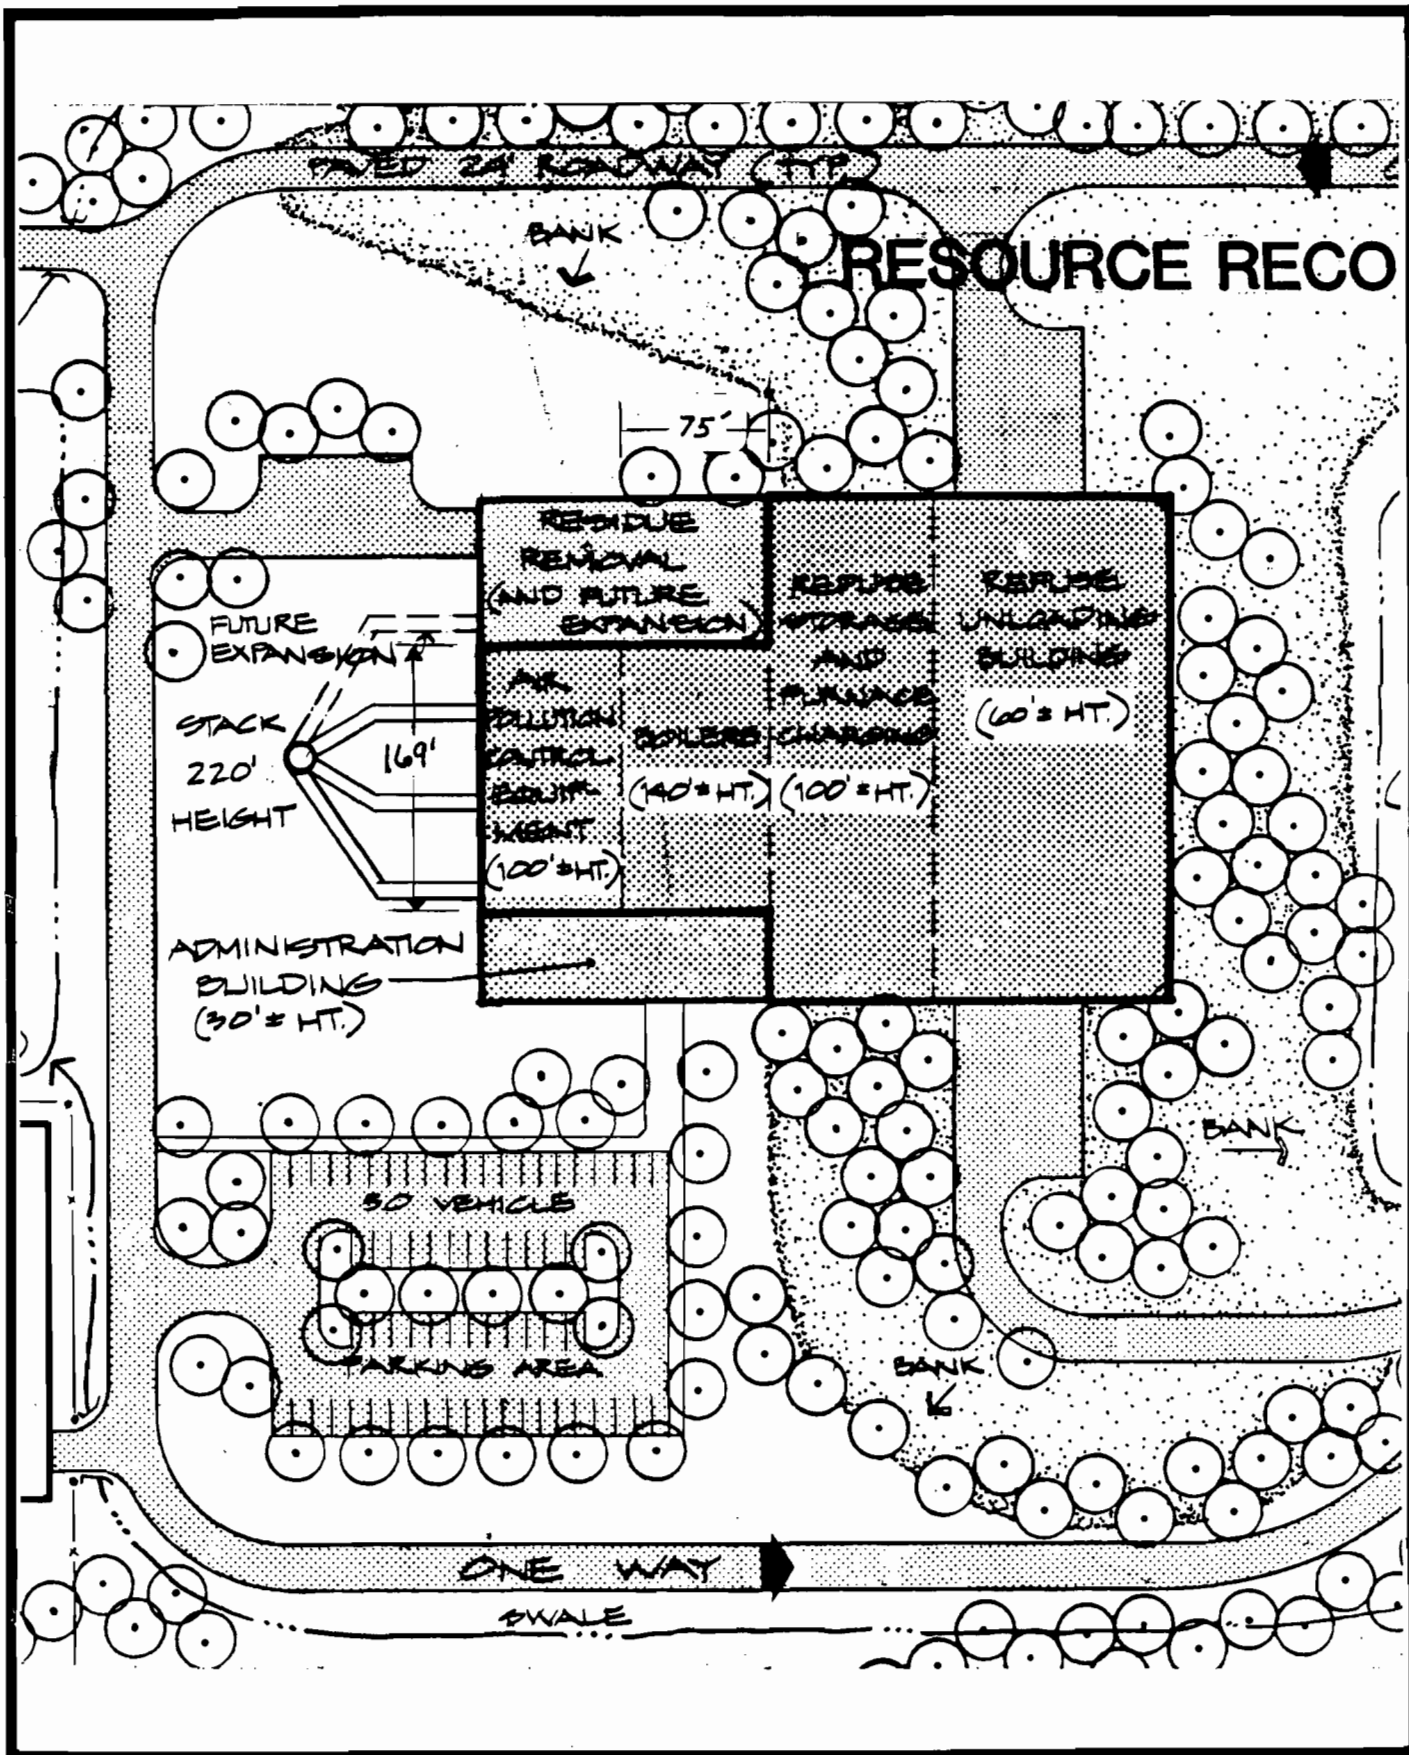 PAVED 24' ROADWAY (TYP.)
BANK
RESOURCE RECO
75'
RESIDUE
REMOVAL
(AND FUTURE
EXPANSION)
REFUSE
STORAGE
AND
FURNACE
CHARGING
(100'± HT.)
REFUSE
UNLOADING
BUILDING
(60'± HT.)
FUTURE
EXPANSION
STACK
220'
HEIGHT
169'
AIR
POLLUTION
CONTROL
EQUIP-
MENT
(100'± HT.)
BOILERS
(140'± HT.)
ADMINISTRATION
BUILDING
(30'± HT.)
BANK
50 VEHICLE
PARKING AREA
BANK
ONE WAY
SWALE